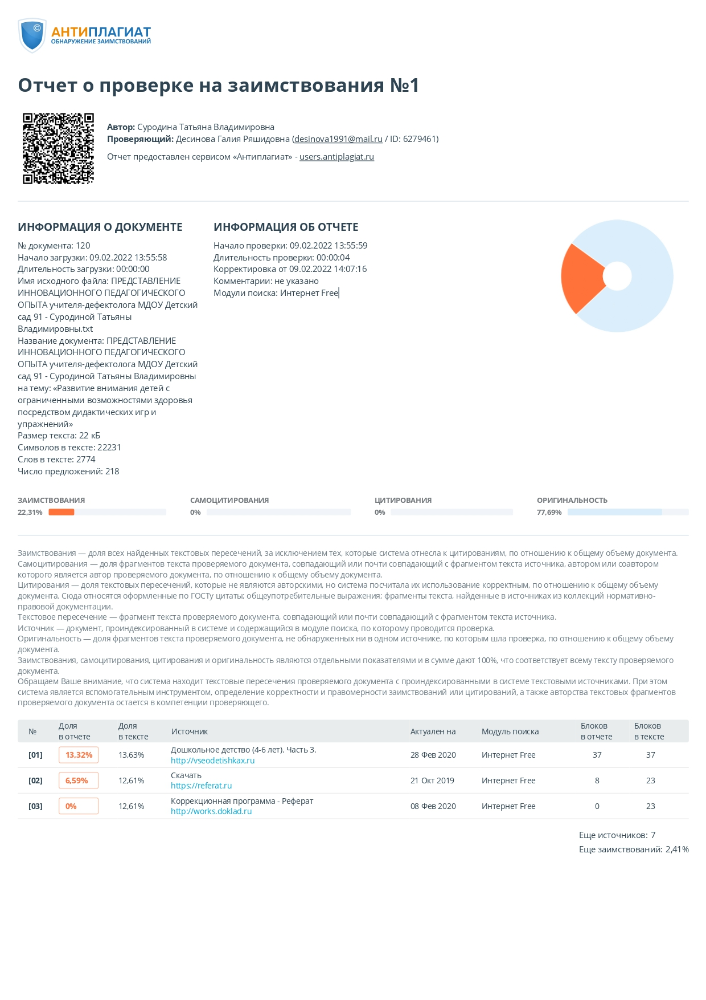 ©
АНТИПЛАГИАТ
ОБНАРУЖЕНИЕ ЗАИМСТВОВАНИЙ
Отчет о проверке на заимствования №1
Автор: Суродина Татьяна Владимировна
Проверяющий: Десинова Галия Ряшидовна (desinova1991@mail.ru / ID: 6279461)
Отчет предоставлен сервисом «Антиплагиат» - users.antiplagiat.ru
ИНФОРМАЦИЯ О ДОКУМЕНТЕ
№ документа: 120
Начало загрузки: 09.02.2022 13:55:58
Длительность загрузки: 00:00:00
Имя исходного файла: ПРЕДСТАВЛЕНИЕ
ИННОВАЦИОННОГО ПЕДАГОГИЧЕСКОГО
ОПЫТА учителя-дефектолога МДОУ Детский
сад 91 - Суродиной Татьяны
Владимировны.txt
Название документа: ПРЕДСТАВЛЕНИЕ
ИННОВАЦИОННОГО ПЕДАГОГИЧЕСКОГО
ОПЫТА учителя-дефектолога МДОУ Детский
сад 91 - Суродиной Татьяны Владимировны
на тему: «Развитие внимания детей с
ограниченными возможностями здоровья
посредством дидактических игр и
упражнений»
Размер текста: 22 кБ
Символов в тексте: 22231
Слов в тексте: 2774
Число предложений: 218
ИНФОРМАЦИЯ ОБ ОТЧЕТЕ
Начало проверки: 09.02.2022 13:55:59
Длительность проверки: 00:00:04
Корректировка от 09.02.2022 14:07:16
Комментарии: не указано
Модули поиска: Интернет Free
ЗАИМСТВОВАНИЯ
22,31%
САМОЦИТИРОВАНИЯ
0%
ЦИТИРОВАНИЯ
0%
ОРИГИНАЛЬНОСТЬ
77,69%
Заимствования — доля всех найденных текстовых пересечений, за исключением тех, которые система отнесла к цитированиям, по отношению к общему объему документа.
Самоцитирования — доля фрагментов текста проверяемого документа, совпадающий или почти совпадающий с фрагментом текста источника, автором или соавтором
которого является автор проверяемого документа, по отношению к общему объему документа.
Цитирования — доля текстовых пересечений, которые не являются авторскими, но система посчитала их использование корректным, по отношению к общему объему
документа. Сюда относятся оформленные по ГОСТу цитаты; общеупотребительные выражения; фрагменты текста, найденные в источниках из коллекций нормативно-
правовой документации.
Текстовое пересечение — фрагмент текста проверяемого документа, совпадающий или почти совпадающий с фрагментом текста источника.
Источник — документ, проиндексированный в системе и содержащийся в модуле поиска, по которому проводится проверка.
Оригинальность — доля фрагментов текста проверяемого документа, не обнаруженных ни в одном источнике, по которым шла проверка, по отношению к общему объему
документа.
Заимствования, самоцитирования, цитирования и оригинальность являются отдельными показателями и в сумме дают 100%, что соответствует всему тексту проверяемого
документа.
Обращаем Ваше внимание, что система находит текстовые пересечения проверяемого документа с проиндексированными в системе текстовыми источниками. При этом
система является вспомогательным инструментом, определение корректности и правомерности заимствований или цитирований, а также авторства текстовых фрагментов
проверяемого документа остается в компетенции проверяющего.
№ Доля в отчете Доля в тексте Источник Актуален на Модуль поиска Блоков в отчете Блоков в тексте
[01] 13,32% 13,63% Дошкольное детство (4-6 лет). Часть 3. 28 Фев 2020 Интернет Free 37 37
http://vseodetishkax.ru
[02] 6,59% 12,61% Скачать 21 Окт 2019 Интернет Free 8 23
https://referat.ru
[03] 0% 12,61% Коррекционная программа - Реферат 08 Фев 2020 Интернет Free 0 23
http://works.doklad.ru
Еще источников: 7
Еще заимствований: 2,41%